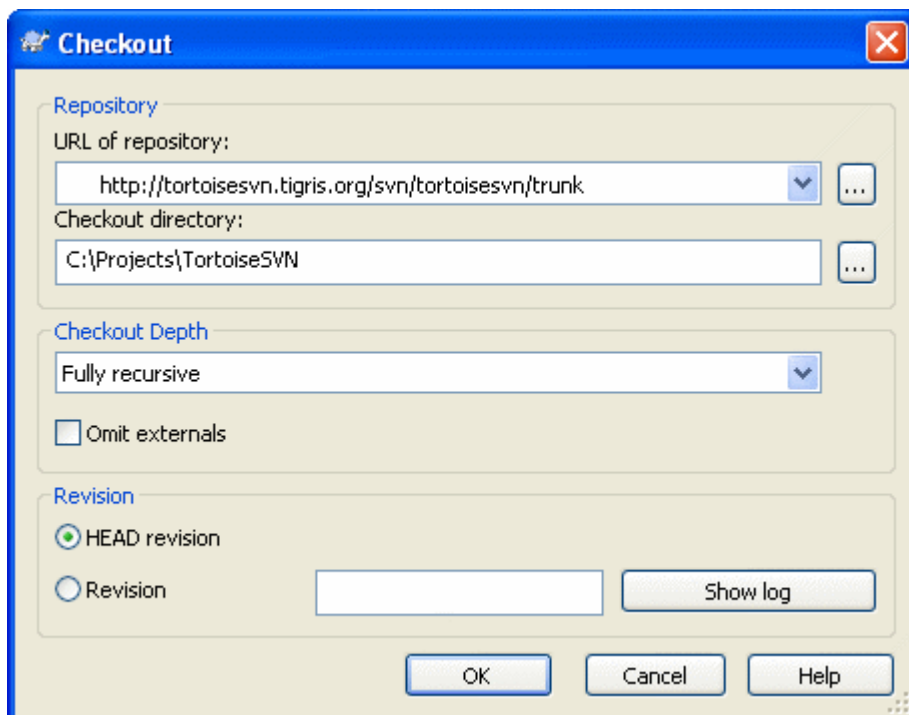 Checkout
Repository
URL of repository:
http://tortoisesvn.tigris.org/svn/tortoisesvn/trunk
...
Checkout directory:
C:\Projects\TortoiseSVN
...
Checkout Depth
Fully recursive
Omit externals
Revision
HEAD revision
Revision
Show log
OK
Cancel
Help